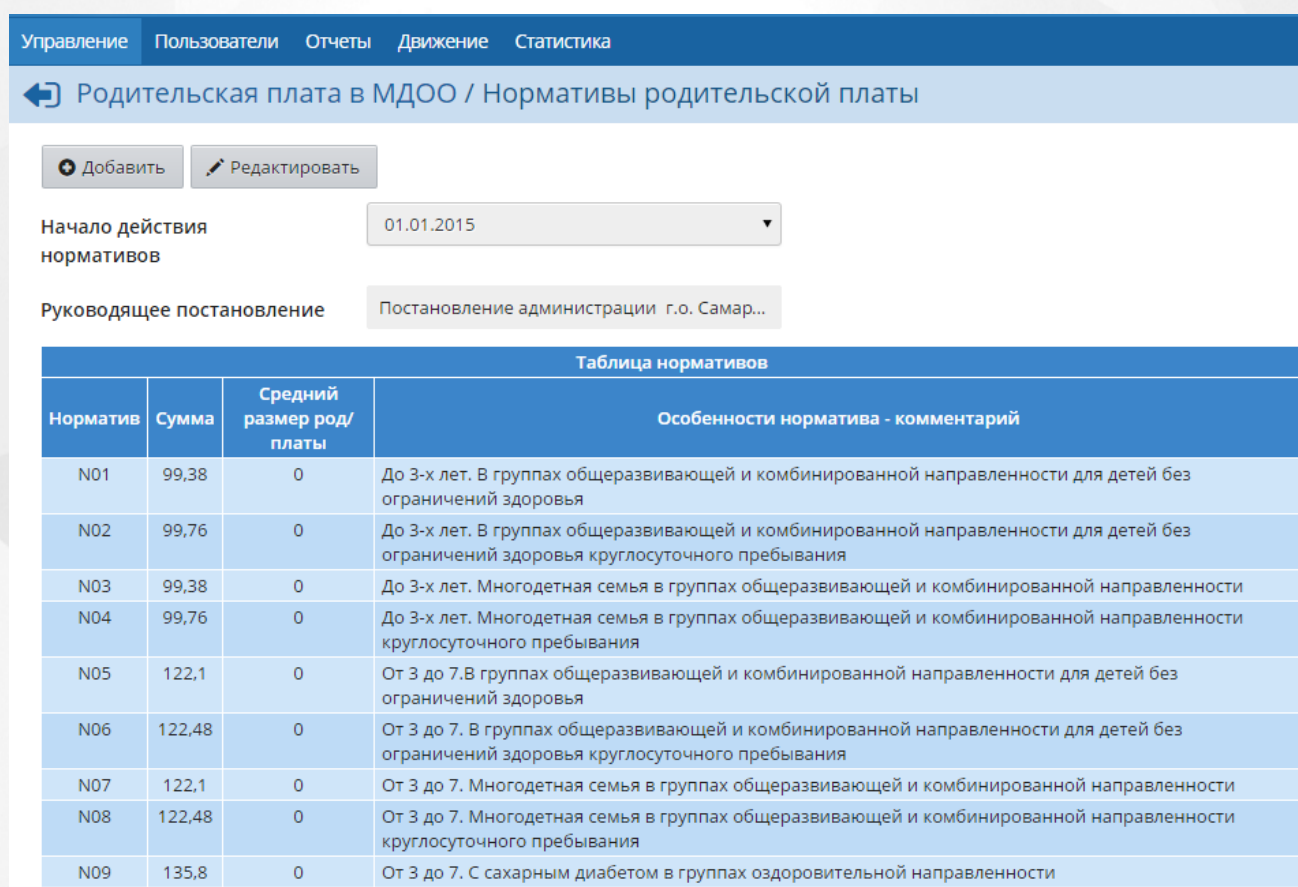 Управление Пользователи Отчеты Движение Статистика
Родительская плата в МДОО / Нормативы родительской платы
Добавить Редактировать
Начало действия
нормативов
01.01.2015
Руководящее постановление Постановление администрации г.о. Самар...
Таблица нормативов
Норматив Сумма Средний размер род/ платы Особенности норматива - комментарий
N01 99,38 0 До 3-х лет. В группах общеразвивающей и комбинированной направленности для детей без
ограничений здоровья
N02 99,76 0 До 3-х лет. В группах общеразвивающей и комбинированной направленности для детей без
ограничений здоровья круглосуточного пребывания
N03 99,38 0 До 3-х лет. Многодетная семья в группах общеразвивающей и комбинированной направленности
N04 99,76 0 До 3-х лет. Многодетная семья в группах общеразвивающей и комбинированной направленности
круглосуточного пребывания
N05 122,1 0 От 3 до 7.В группах общеразвивающей и комбинированной направленности для детей без
ограничений здоровья
N06 122,48 0 От 3 до 7. В группах общеразвивающей и комбинированной направленности для детей без
ограничений здоровья круглосуточного пребывания
N07 122,1 0 От 3 до 7. Многодетная семья в группах общеразвивающей и комбинированной направленности
N08 122,48 0 От 3 до 7. Многодетная семья в группах общеразвивающей и комбинированной направленности
круглосуточного пребывания
N09 135,8 0 От 3 до 7. С сахарным диабетом в группах оздоровительной направленности